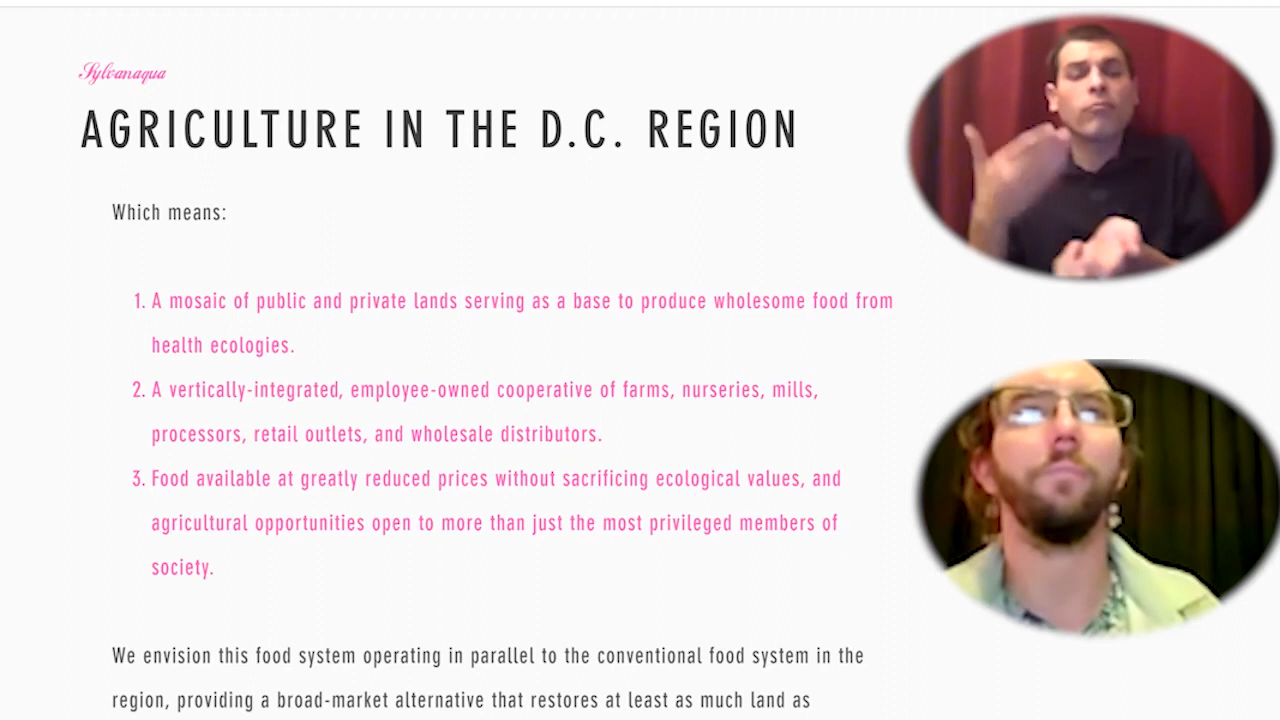 Sylvanaqua
AGRICULTURE IN THE D.C. REGION
Which means:
1. A mosaic of public and private lands serving as a base to produce wholesome food from
health ecologies.
2. A vertically-integrated, employee-owned cooperative of farms, nurseries, mills,
processors, retail outlets, and wholesale distributors.
3. Food available at greatly reduced prices without sacrificing ecological values, and
agricultural opportunities open to more than just the most privileged members of
society.
We envision this food system operating in parallel to the conventional food system in the
region, providing a broad-market alternative that restores at least as much land as